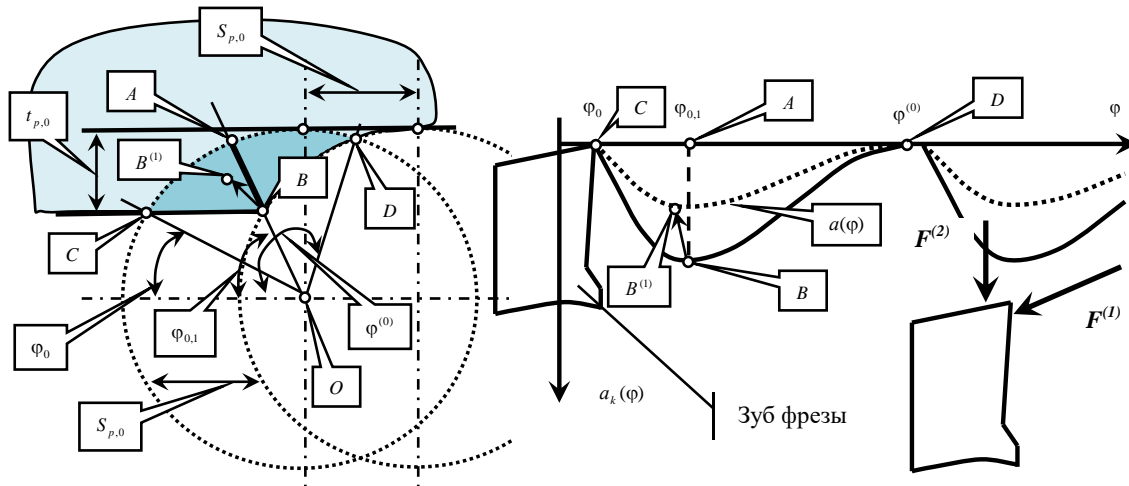 S_{p,0}
A
t_{p,0}
B^{(1)}
B
D
C
φ_{0,1}
φ^{(0)}
φ_0
O
S_{p,0}
φ_0
C
φ_{0,1}
A
φ^{(0)}
D
φ
a(φ)
B^{(1)}
B
F^{(2)}
F^{(1)}
a_k(φ)
Зуб фрезы